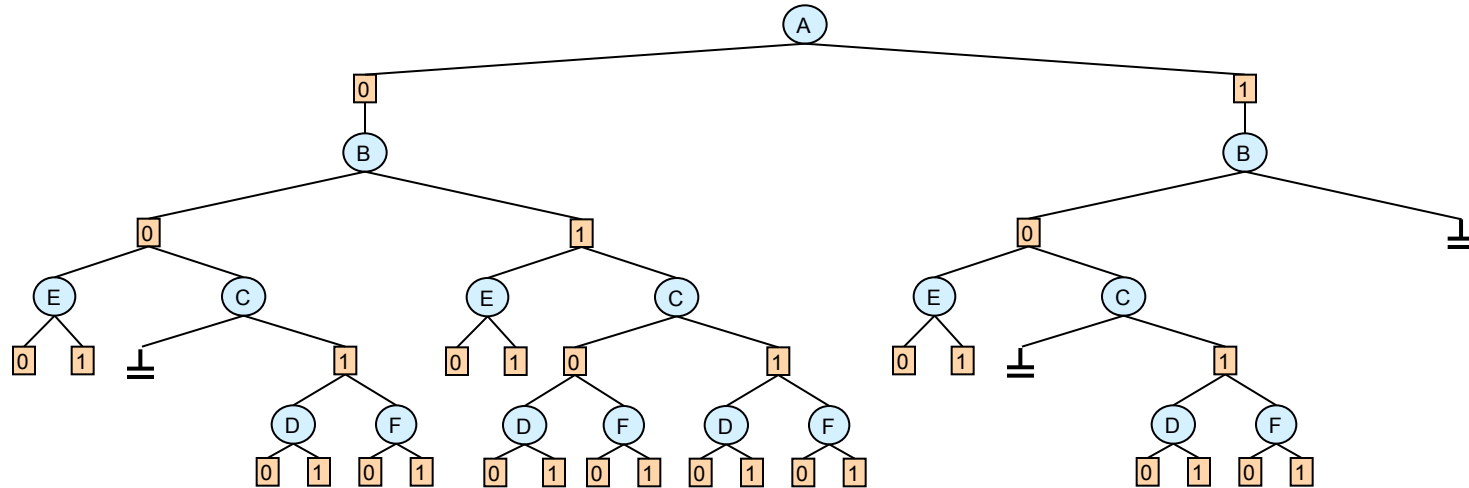 A
0 1
B B
0 1 0
E C E C E C
0 1 1 0 1 0 1 0 1 1
D F D F D F D F
0 1 0 1 0 1 0 1 0 1 0 1 0 1 0 1